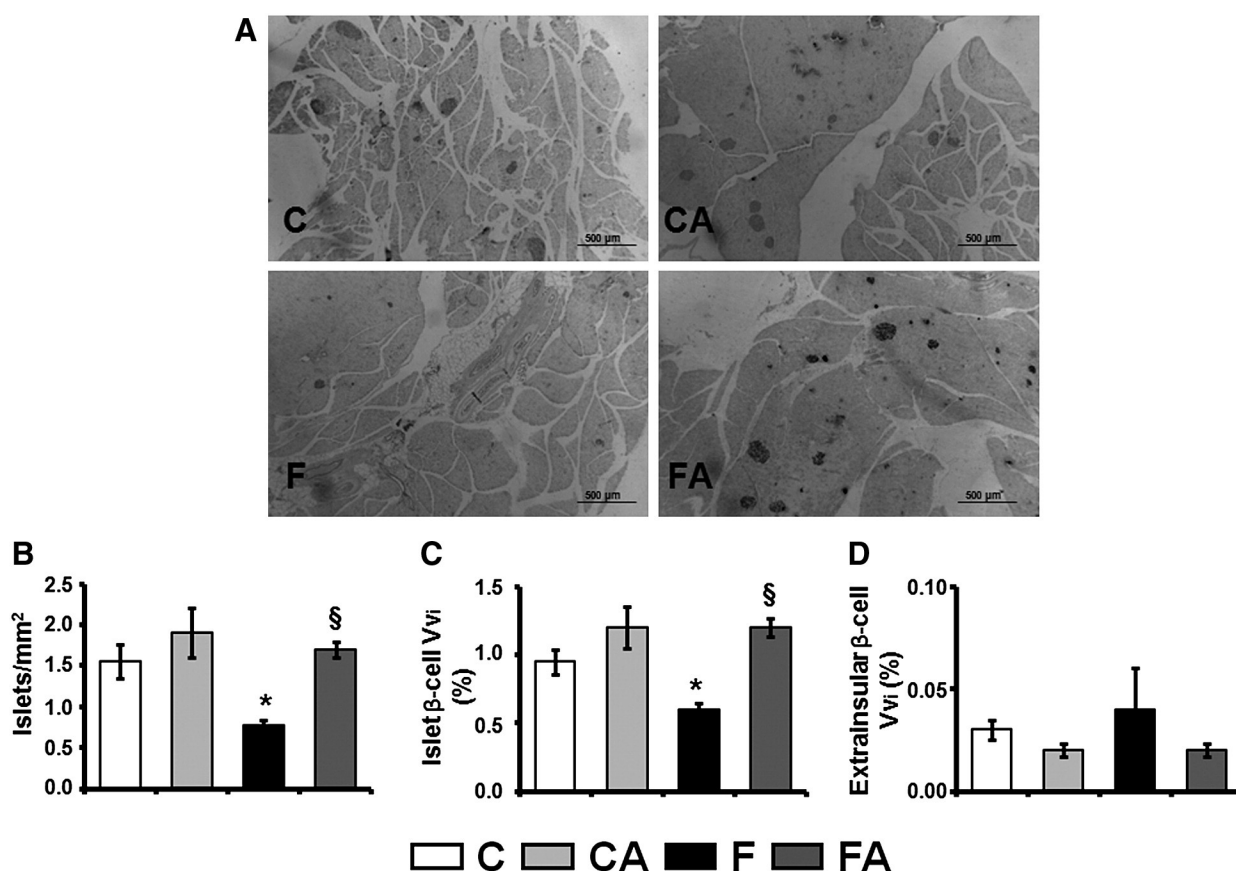 A
C
500 µm
CA
500 µm
F
500 µm
FA
500 µm
B
Islets/mm²
2.5
2.0
1.5
1.0
0.5
0.0
*
§
C
Islet β-cell Vvi
(%)
1.5
1.0
0.5
0.0
*
§
D
ExtraInsular β-cell
Vvi (%)
0.10
0.05
0.00
C CA F FA